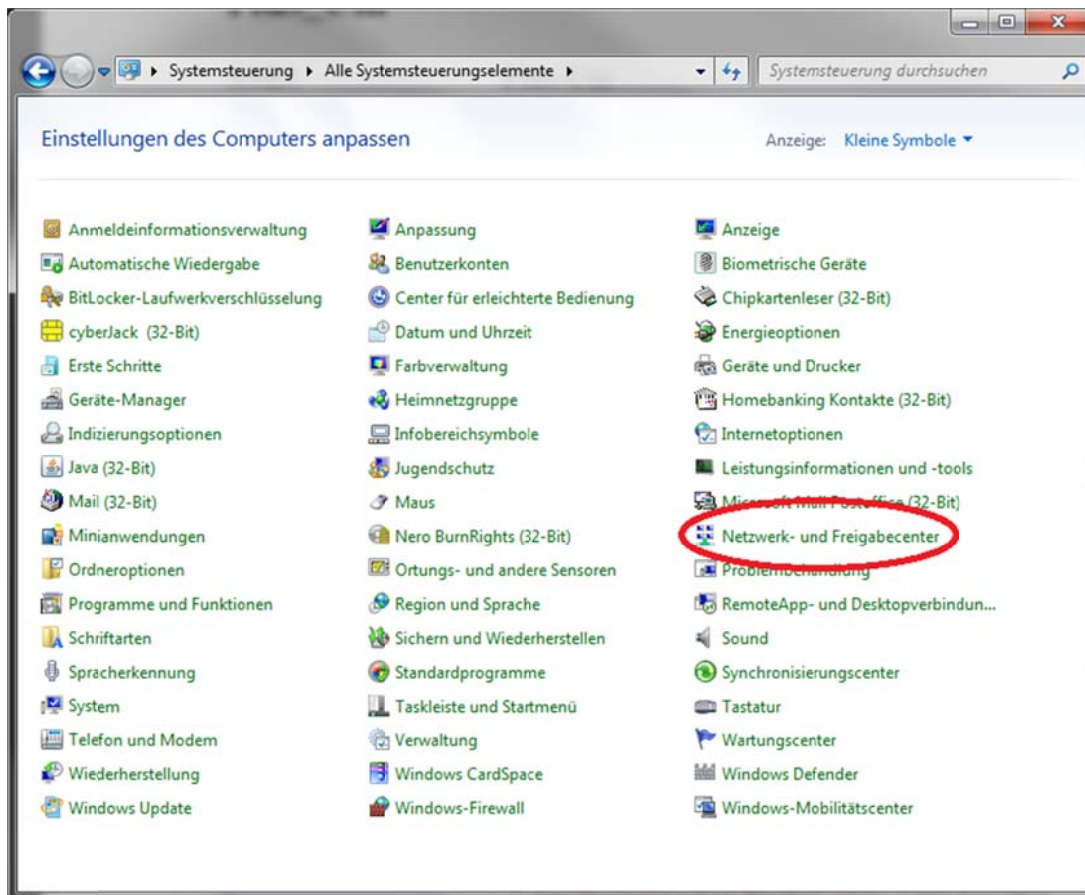 Systemsteuerung Alle Systemsteuerungselemente Systemsteuerung durchsuchen
Einstellungen des Computers anpassen Anzeige: Kleine Symbole
Anmeldeinformationsverwaltung Anpassung Anzeige
Automatische Wiedergabe Benutzerkonten Biometrische Geräte
BitLocker-Laufwerkverschlüsselung Center für erleichterte Bedienung Chipkartenleser (32-Bit)
cyberJack (32-Bit) Datum und Uhrzeit Energieoptionen
Erste Schritte Farbverwaltung Geräte und Drucker
Geräte-Manager Heimnetzgruppe Homebanking Kontakte (32-Bit)
Indizierungsoptionen Infobereichsymbole Internetoptionen
Java (32-Bit) Jugendschutz Leistungsinformationen und -tools
Mail (32-Bit) Maus Microsoft Mail Postoffice (32-Bit)
Minianwendungen Nero BurnRights (32-Bit) Netzwerk- und Freigabecenter
Ordneroptionen Ortungs- und andere Sensoren Problembehandlung
Programme und Funktionen Region und Sprache RemoteApp- und Desktopverbindun...
Schriftarten Sichern und Wiederherstellen Sound
Spracherkennung Standardprogramme Synchronisierungscenter
System Taskleiste und Startmenü Tastatur
Telefon und Modem Verwaltung Wartungscenter
Wiederherstellung Windows CardSpace Windows Defender
Windows Update Windows-Firewall Windows-Mobilitätscenter